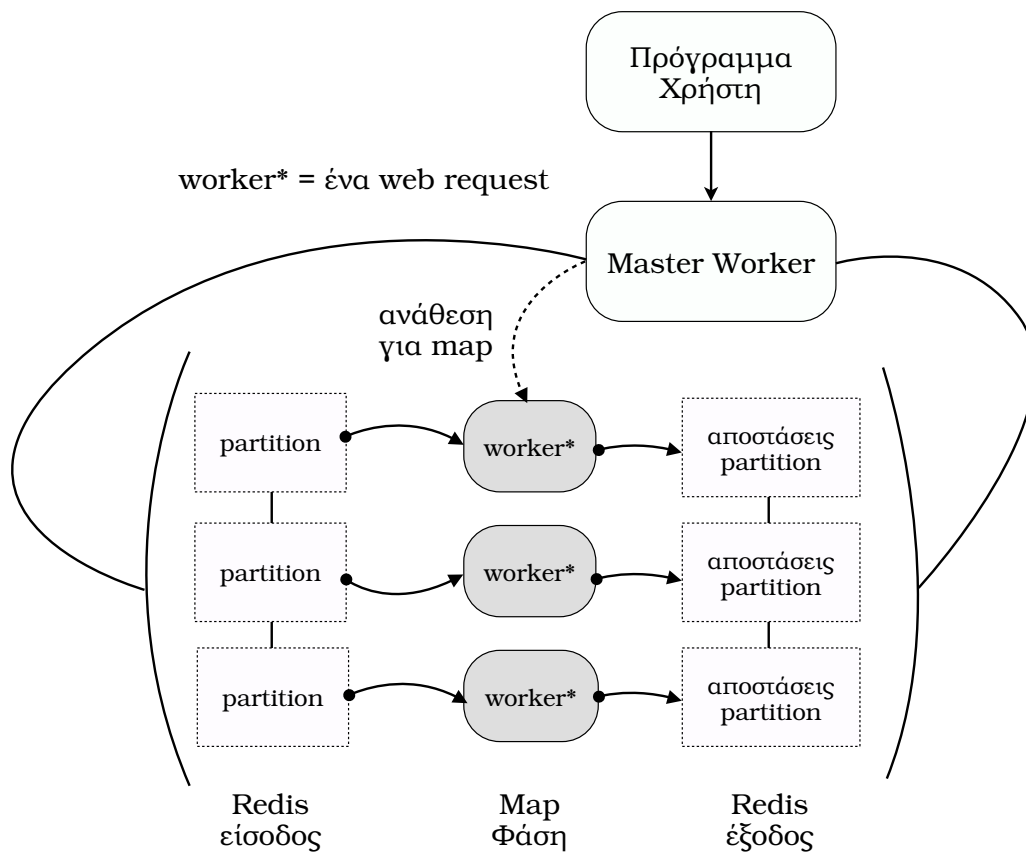 Πρόγραμμα
Χρήστη
worker* = ένα web request
Master Worker
ανάθεση
για map
partition
worker*
αποστάσεις
partition
partition
worker*
αποστάσεις
partition
partition
worker*
αποστάσεις
partition
Redis
είσοδος
Map
Φάση
Redis
έξοδος